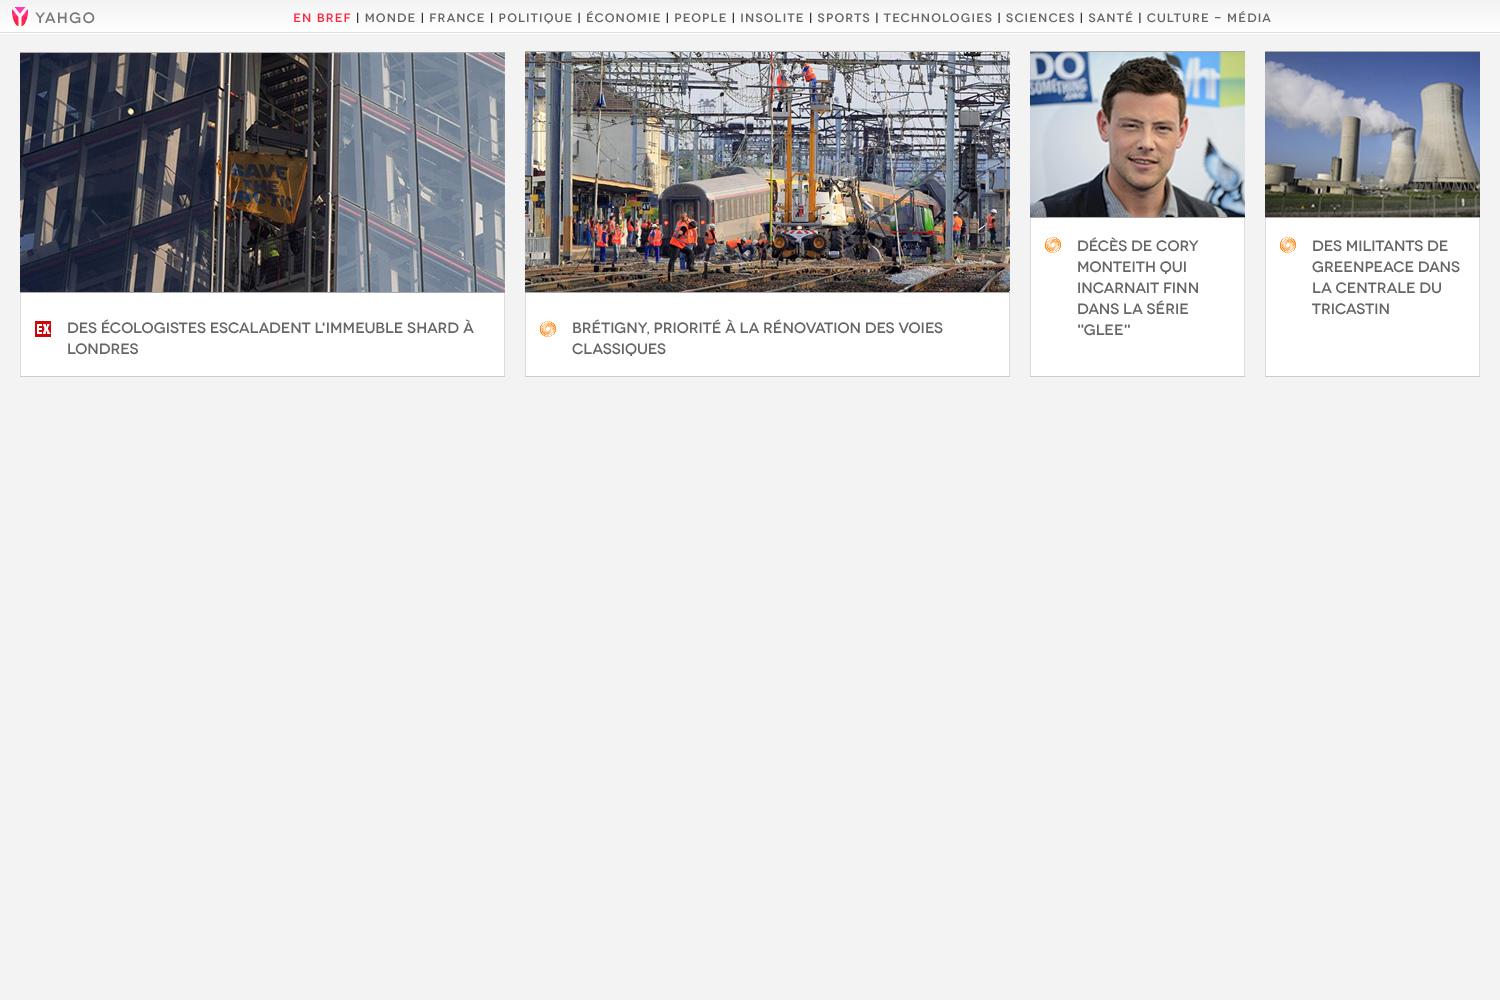 YAHGO
EN BREF | MONDE | FRANCE | POLITIQUE | ÉCONOMIE | PEOPLE | INSOLITE | SPORTS | TECHNOLOGIES | SCIENCES | SANTÉ | CULTURE – MÉDIA
SAVE
THE
ARCTIC
DO
SOMETHING
EX
DES ÉCOLOGISTES ESCALADENT L'IMMEUBLE SHARD À
LONDRES
BRÉTIGNY, PRIORITÉ À LA RÉNOVATION DES VOIES
CLASSIQUES
DÉCÈS DE CORY
MONTEITH QUI
INCARNAIT FINN
DANS LA SÉRIE
"GLEE"
DES MILITANTS DE
GREENPEACE DANS
LA CENTRALE DU
TRICASTIN